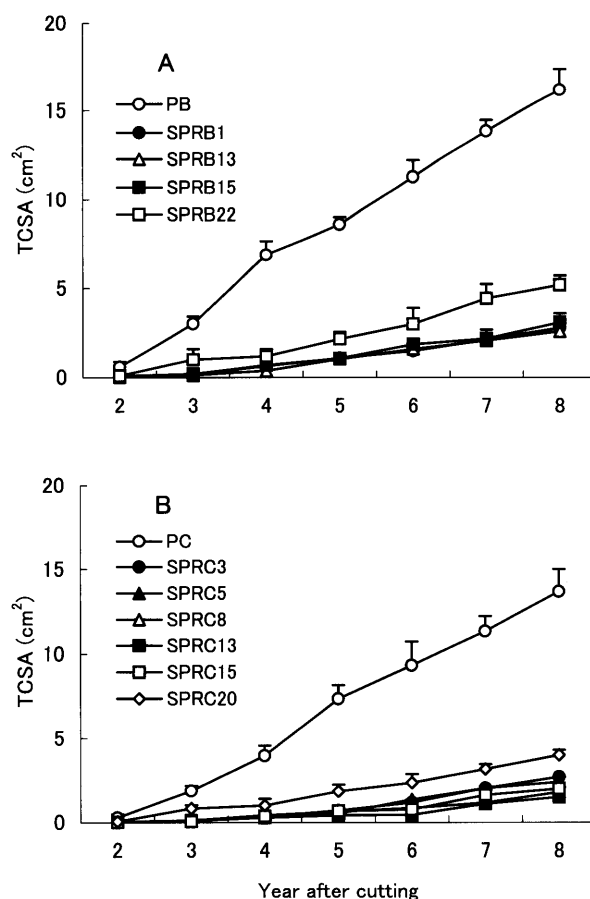 20
A
PB
SPRB1
SPRB13
SPRB15
SPRB22
15
10
5
0
TCSA (cm²)
2 3 4 5 6 7 8
20
B
PC
SPRC3
SPRC5
SPRC8
SPRC13
SPRC15
SPRC20
15
10
5
0
TCSA (cm²)
2 3 4 5 6 7 8
Year after cutting